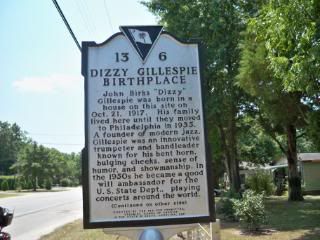 13 6
DIZZY GILLESPIE
BIRTHPLACE
John Birks "Dizzy"
Gillespie was born in a
house on this site on
Oct. 21, 1917. His family
lived here until they moved
to Philadelphia in 1935.
A founder of modern jazz,
Gillespie was an innovative
trumpeter and bandleader
known for his bent horn,
bulging cheeks, sense of
humor, and showmanship. In
the 1950s he became a good
will ambassador for the
U.S. State Dept., playing
concerts around the world.
(Continued on other side)